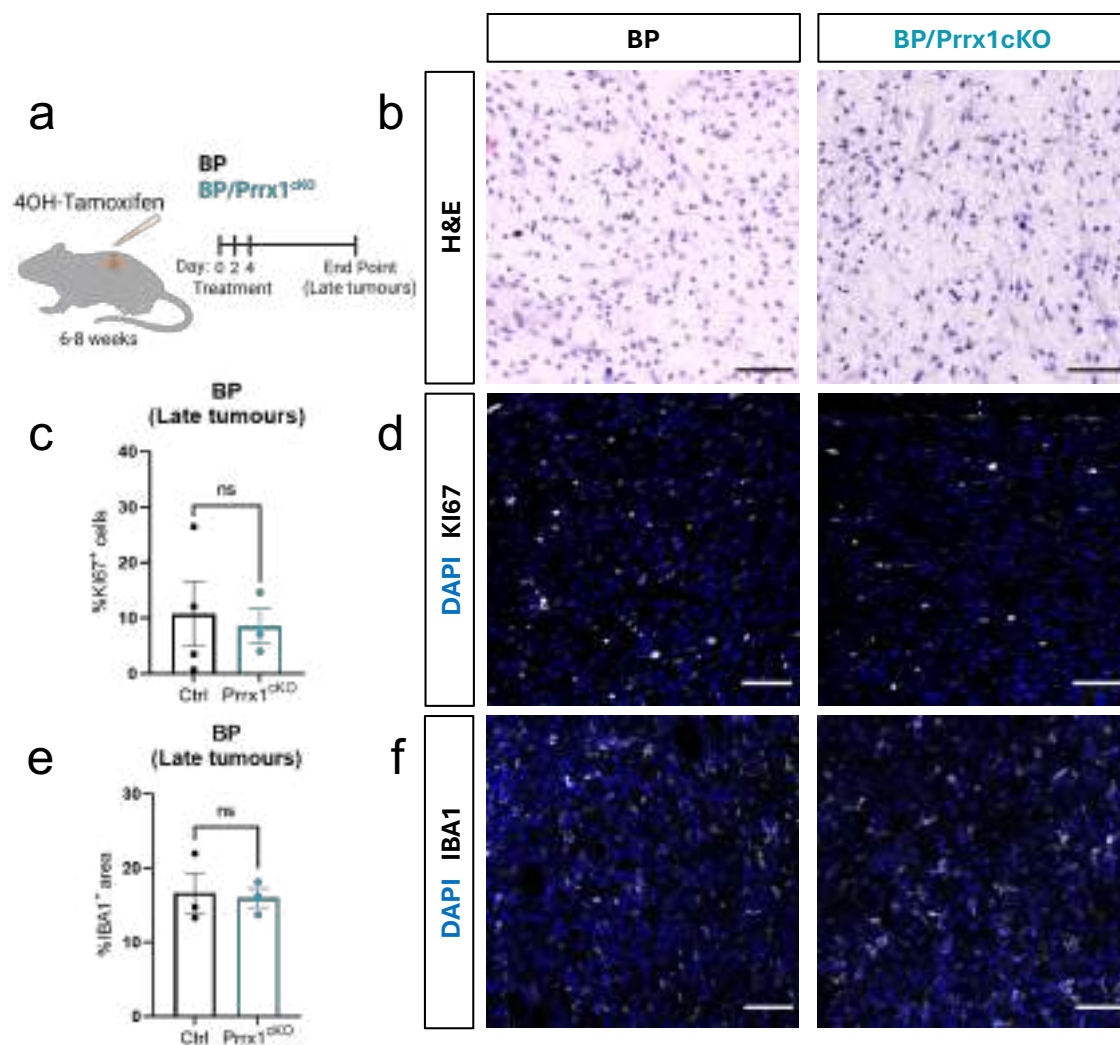 BP
BP/Prrx1cKO
a
b
BP
BP/Prrx1cKO
4OH-Tamoxifen
Day: 0 2 4
Treatment
End Point
(Late tumours)
6-8 weeks
H&E
BP
(Late tumours)
c
d
40
30
20
10
0
ns
%KI67+ cells
Ctrl
Prrx1cKO
DAPI KI67
BP
(Late tumours)
e
f
30
20
10
0
ns
%IBA1+ area
Ctrl
Prrx1cKO
DAPI IBA1